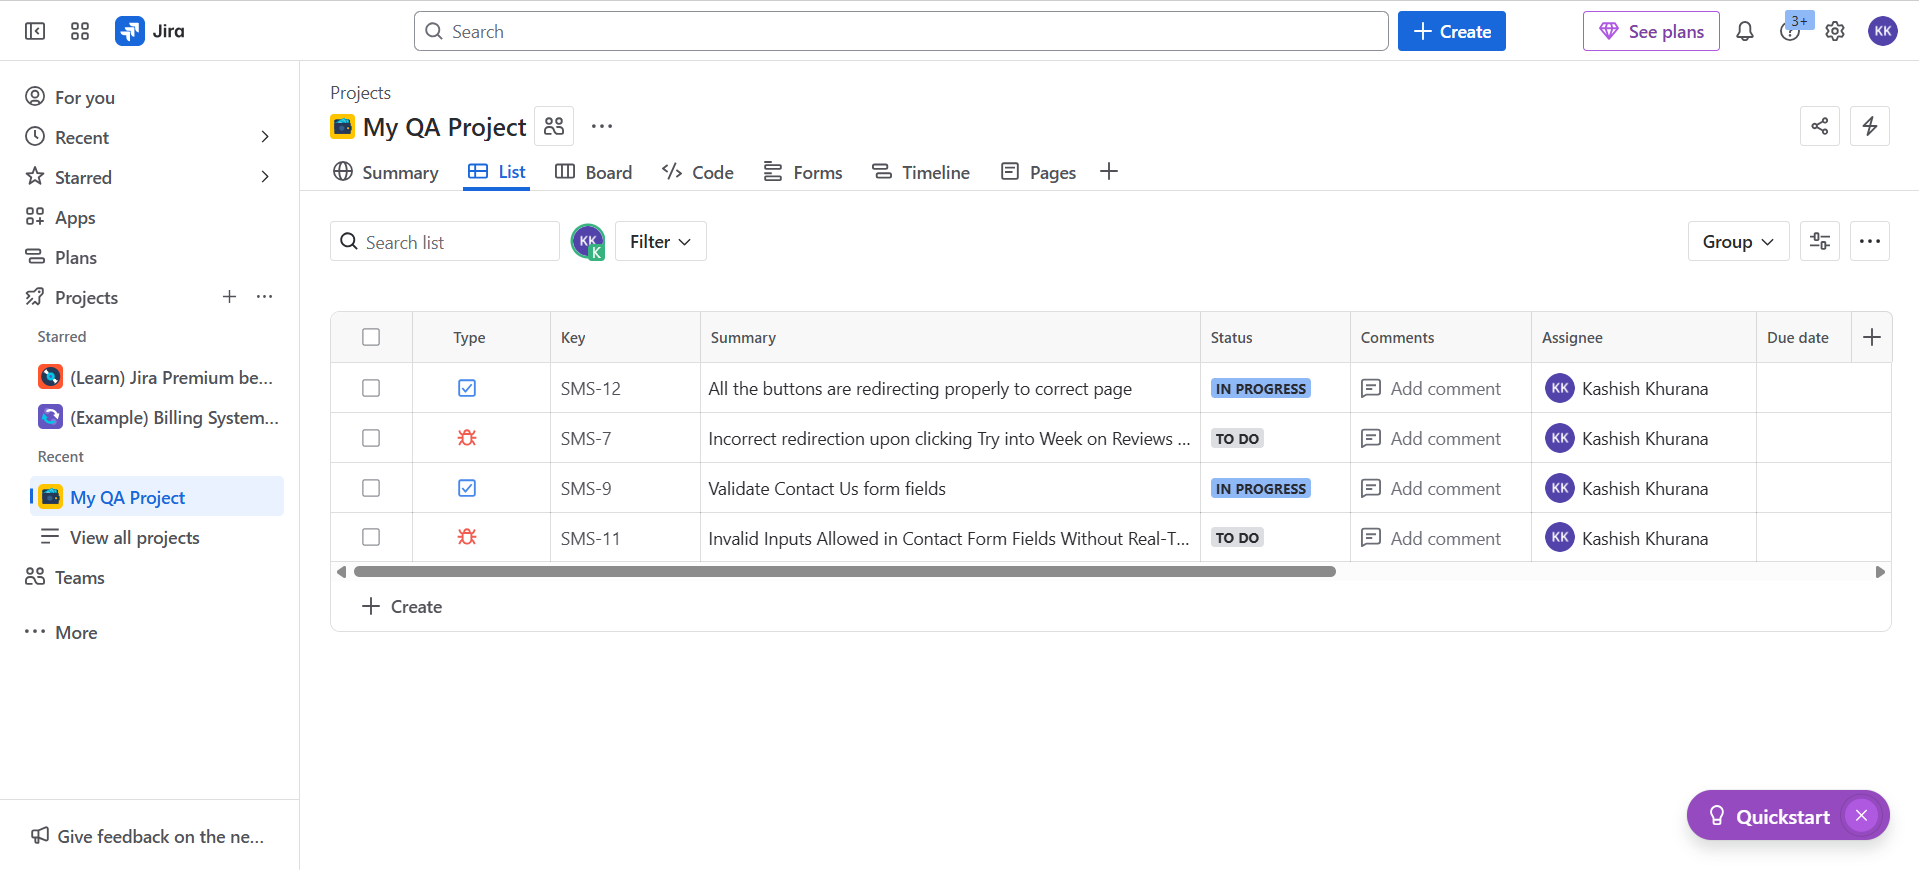 Jira
Search
Create
See plans
3+
KK
For you
Recent
Starred
Apps
Plans
Projects
Starred
(Learn) Jira Premium be...
(Example) Billing System...
Recent
My QA Project
View all projects
Teams
More
Give feedback on the ne...
Projects
My QA Project
Summary List Board Code Forms Timeline Pages
Search list
KK
K
Filter
Group
Type Key Summary Status Comments Assignee Due date
SMS-12 All the buttons are redirecting properly to correct page IN PROGRESS Add comment KK Kashish Khurana
SMS-7 Incorrect redirection upon clicking Try into Week on Reviews ... TO DO Add comment KK Kashish Khurana
SMS-9 Validate Contact Us form fields IN PROGRESS Add comment KK Kashish Khurana
SMS-11 Invalid Inputs Allowed in Contact Form Fields Without Real-T... TO DO Add comment KK Kashish Khurana
Create
Quickstart